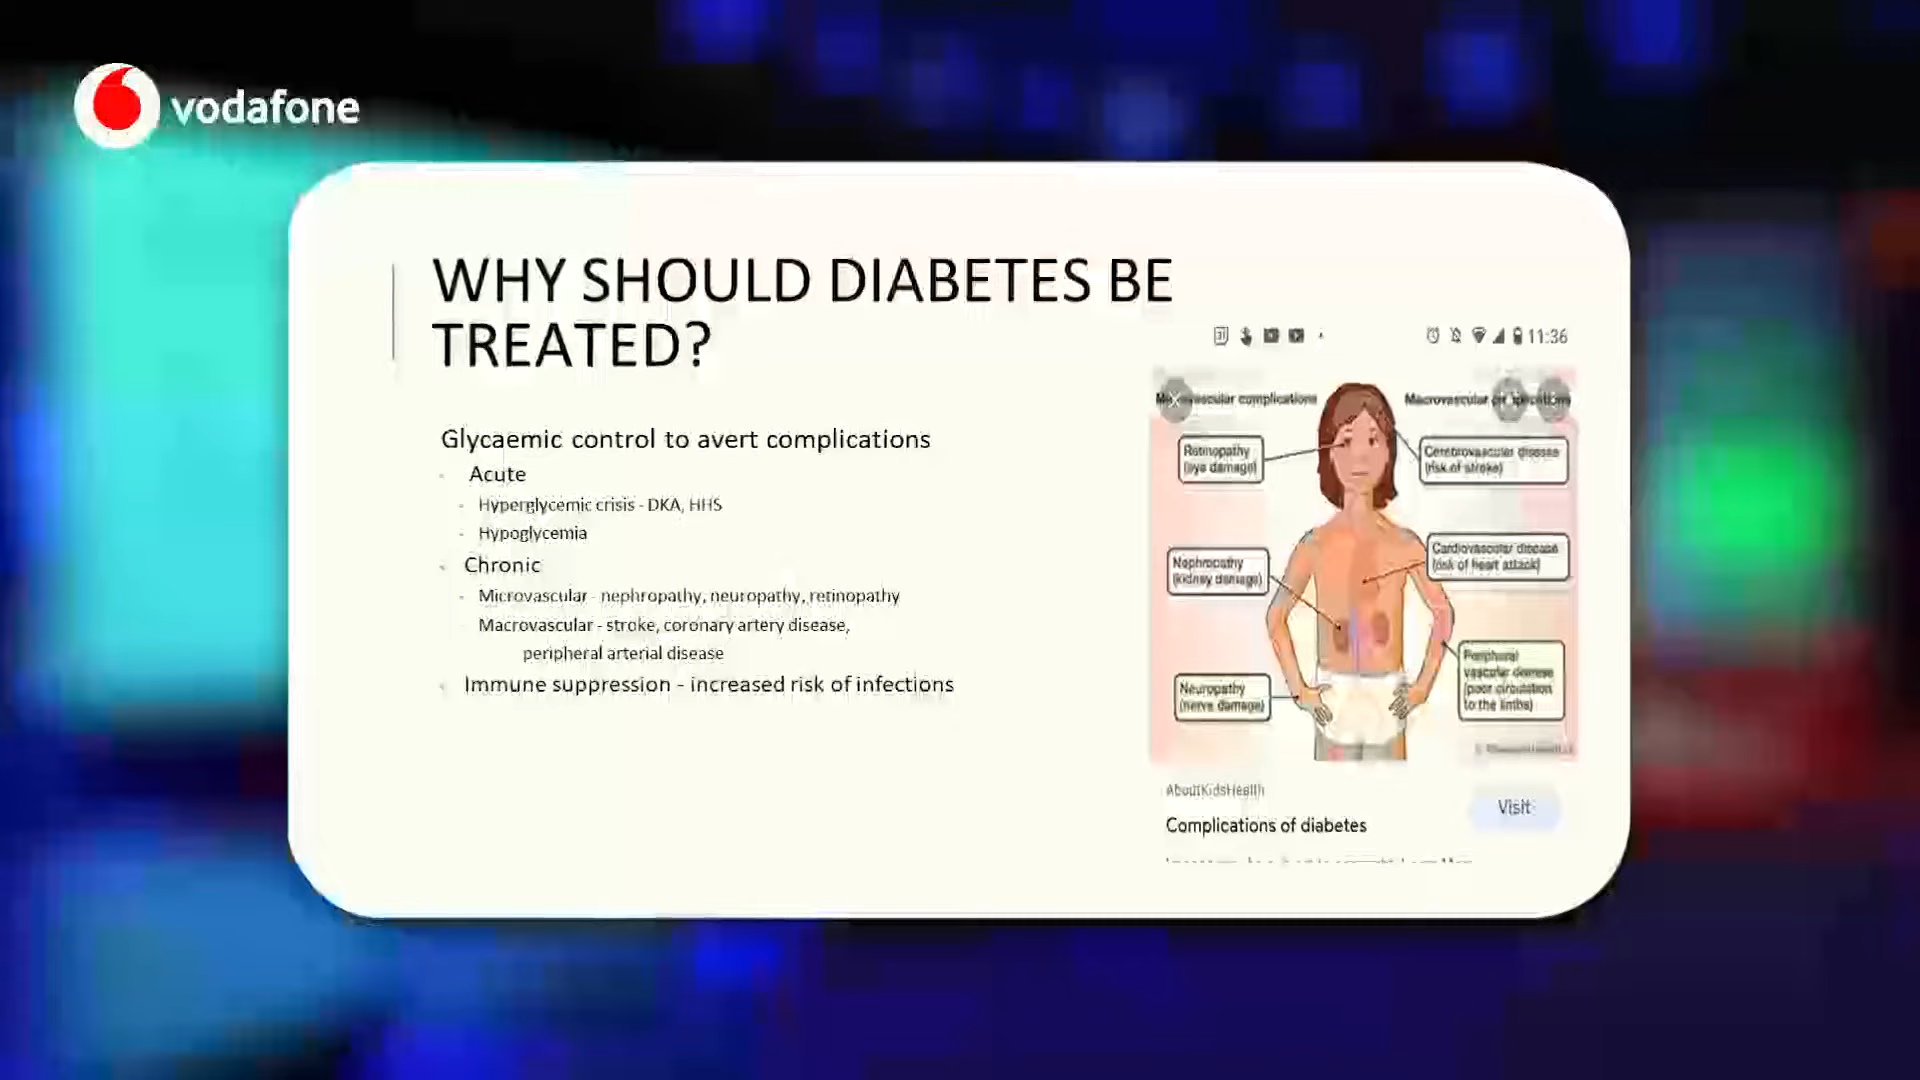 vodafone
WHY SHOULD DIABETES BE
TREATED?
Glycaemic control to avert complications
Acute
Hyperglycemic crisis - DKA, HHS
Hypoglycemia
Chronic
Microvascular - nephropathy, neuropathy, retinopathy
Macrovascular - stroke, coronary artery disease,
peripheral arterial disease
Immune suppression - increased risk of infections
11:36
complications
Macrovascular
Retinopathy
(eye damage)
Cerebrovascular disease
(risk of stroke)
Nephropathy
(kidney damage)
Cardiovascular disease
(risk of heart attack)
Neuropathy
(nerve damage)
Peripheral
vascular disease
(poor circulation
to the limbs)
AboutKidsHealth
Visit
Complications of diabetes